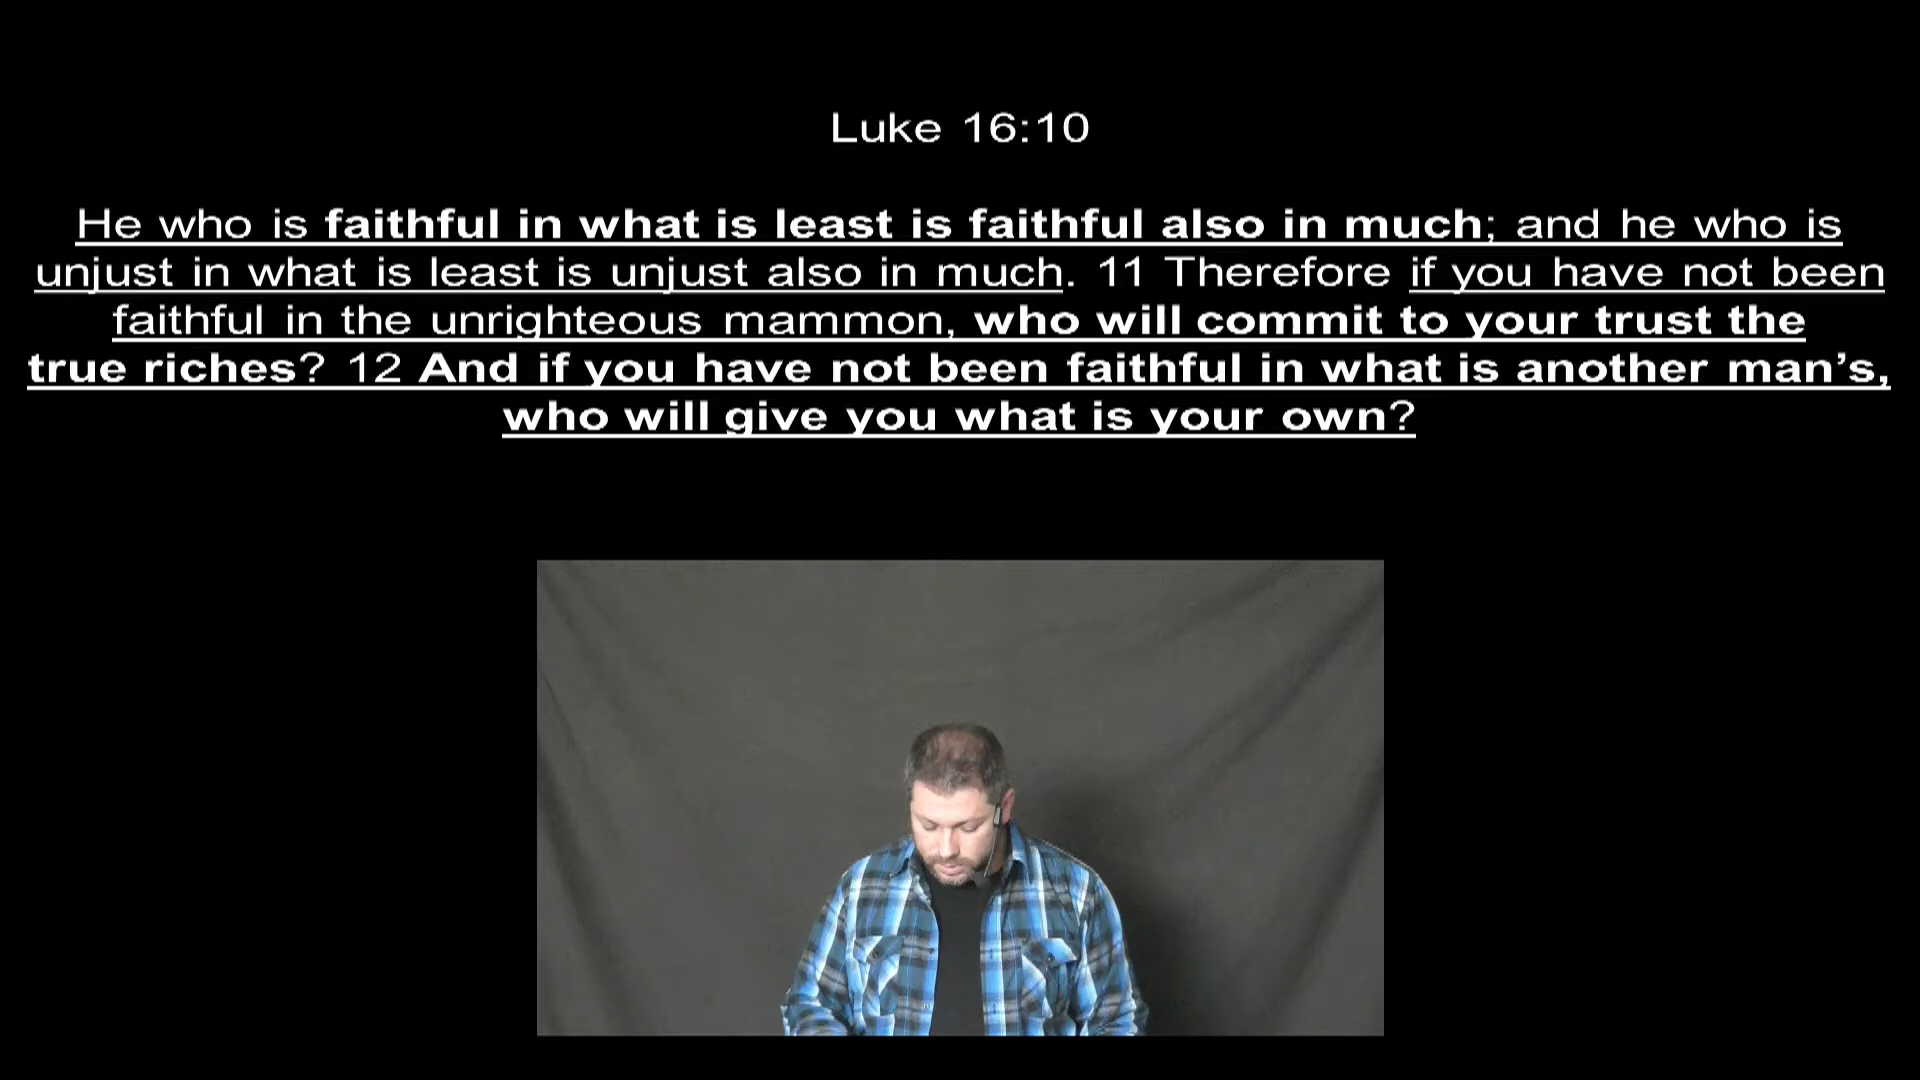 Luke 16:10
He who is faithful in what is least is faithful also in much; and he who is
unjust in what is least is unjust also in much. 11 Therefore if you have not been
faithful in the unrighteous mammon, who will commit to your trust the
true riches? 12 And if you have not been faithful in what is another man’s,
who will give you what is your own?